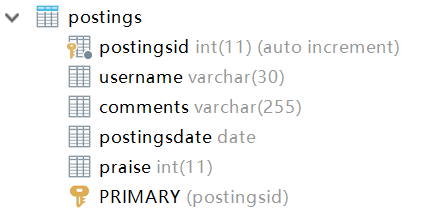 postings
postingsid int(11) (auto increment)
username varchar(30)
comments varchar(255)
postingsdate date
praise int(11)
PRIMARY (postingsid)